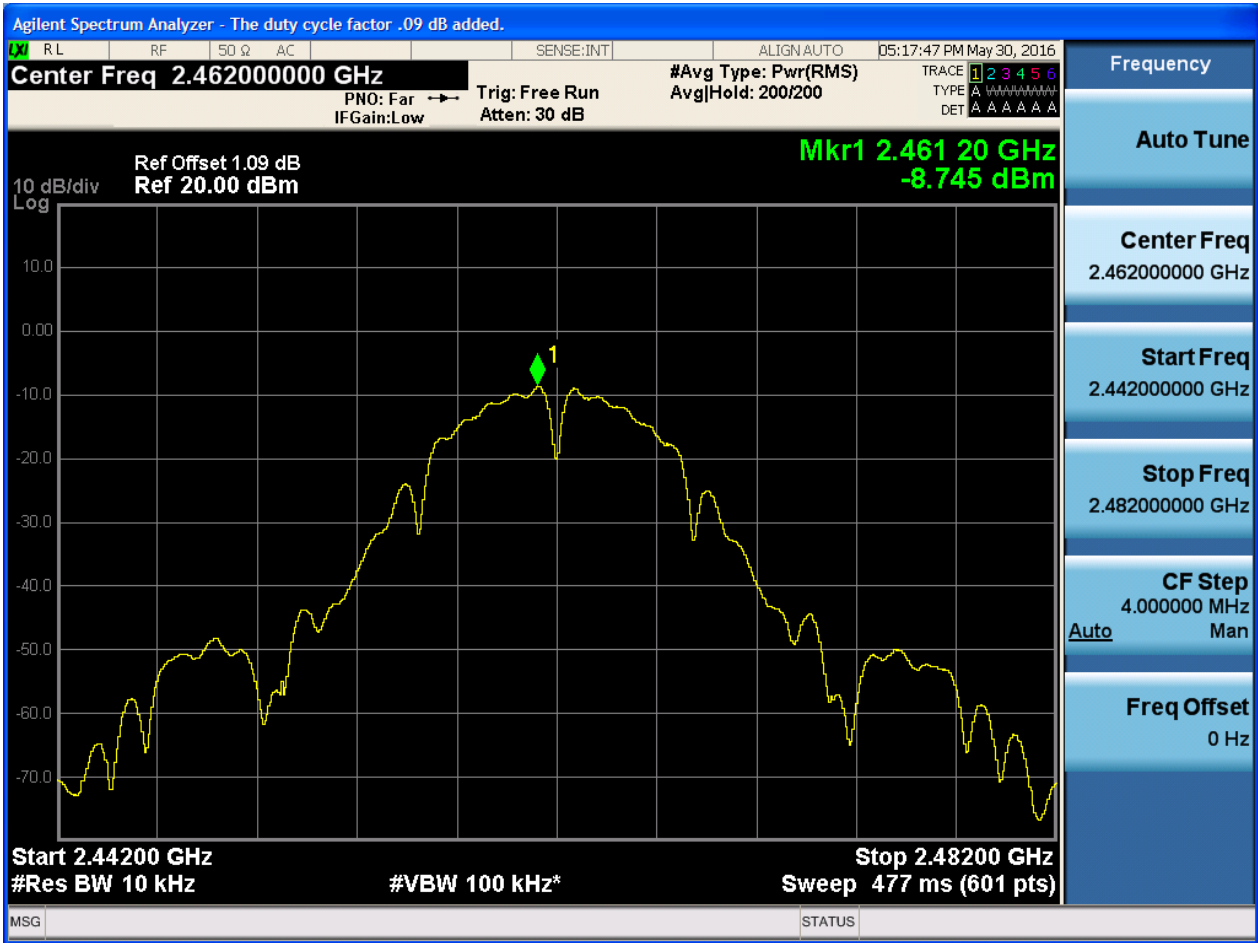 Agilent Spectrum Analyzer - The duty cycle factor .09 dB added.
LXI RL RF 50 Ω AC SENSE:INT ALIGN AUTO 05:17:47 PM May 30, 2016
Center Freq 2.462000000 GHz
PNO: Far
IFGain:Low
Trig: Free Run
Atten: 30 dB
#Avg Type: Pwr(RMS)
Avg|Hold: 200/200
TRACE 1 2 3 4 5 6
TYPE A WWWWW
DET A A A A A A
Mkr1 2.461 20 GHz
-8.745 dBm
Ref Offset 1.09 dB
10 dB/div Ref 20.00 dBm
Log
10.0
0.00
-10.0
-20.0
-30.0
-40.0
-50.0
-60.0
-70.0
1
Start 2.44200 GHz Stop 2.48200 GHz
#Res BW 10 kHz #VBW 100 kHz* Sweep 477 ms (601 pts)
MSG STATUS
Frequency
Auto Tune
Center Freq
2.462000000 GHz
Start Freq
2.442000000 GHz
Stop Freq
2.482000000 GHz
CF Step
4.000000 MHz
Auto Man
Freq Offset
0 Hz